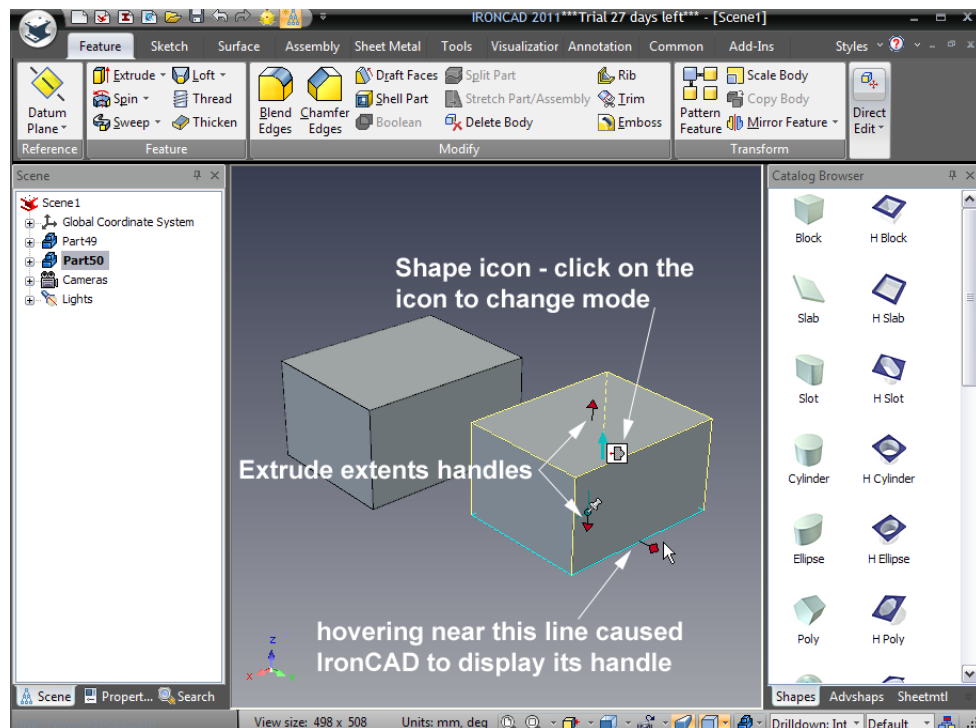 IRONCAD 2011***Trial 27 days left*** - [Scene1]
Feature Sketch Surface Assembly Sheet Metal Tools Visualization Annotation Common Add-Ins Styles
Datum
Plane
Reference
Extrude Loft
Spin Thread
Sweep Thicken
Feature
Blend
Edges
Chamfer
Edges
Draft Faces Split Part Rib
Shell Part Stretch Part/Assembly Trim
Boolean Delete Body Emboss
Modify
Pattern
Feature
Scale Body
Copy Body
Mirror Feature
Transform
Direct
Edit
Scene
Scene1
Global Coordinate System
Part49
Part50
Cameras
Lights
Scene Propert... Search
Shape icon - click on the
icon to change mode
Extrude extents handles
hovering near this line caused
IronCAD to display its handle
Z
X
Y
Catalog Browser
Block H Block
Slab H Slab
Slot H Slot
Cylinder H Cylinder
Ellipse H Ellipse
Poly H Poly
Shapes Advshaps Sheetmtl
View size: 498 x 508 Units: mm, deg Drilldown: Int Default